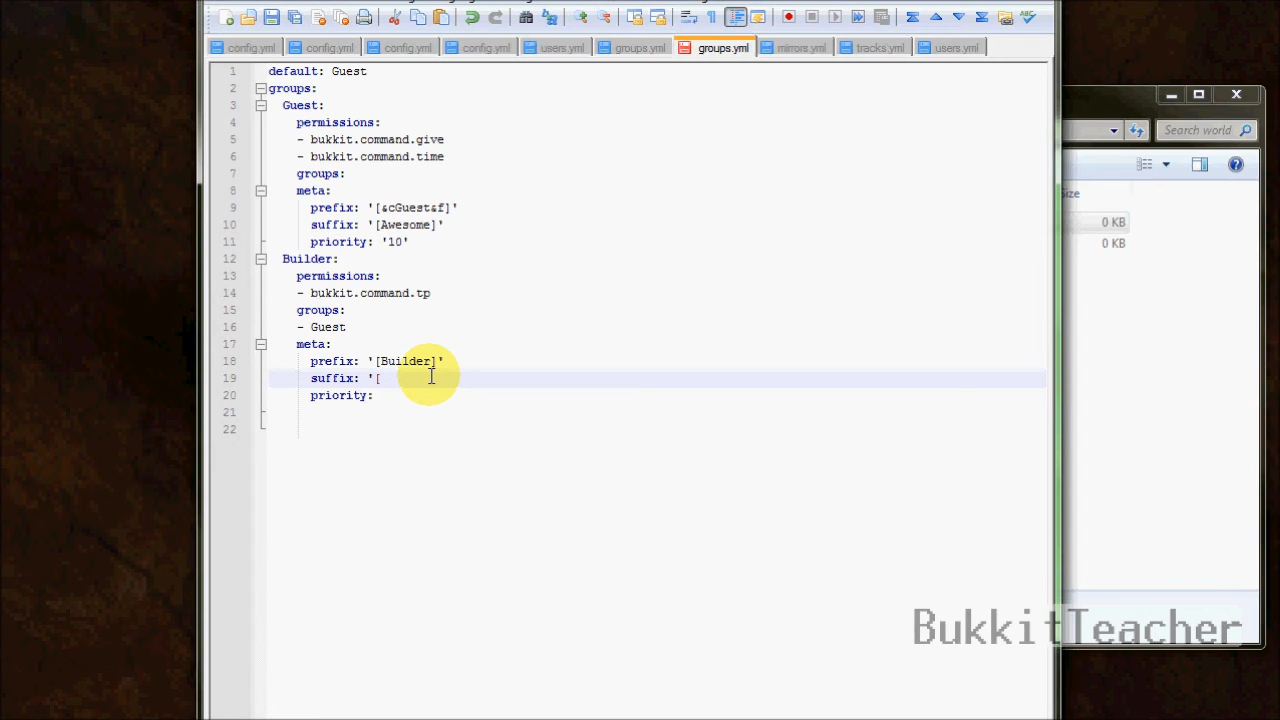 config.yml config.yml config.yml config.yml users.yml groups.yml groups.yml mirrors.yml tracks.yml users.yml
1 default: Guest
2 groups:
3 Guest:
4 permissions:
5 - bukkit.command.give
6 - bukkit.command.time
7 groups:
8 meta:
9 prefix: '[&cGuest&f]'
10 suffix: '[Awesome]'
11 priority: '10'
12 Builder:
13 permissions:
14 - bukkit.command.tp
15 groups:
16 - Guest
17 meta:
18 prefix: '[Builder]'
19 suffix: '[
20 priority:
21
22
Search world
Size
0 KB
0 KB
BukkitTeacher